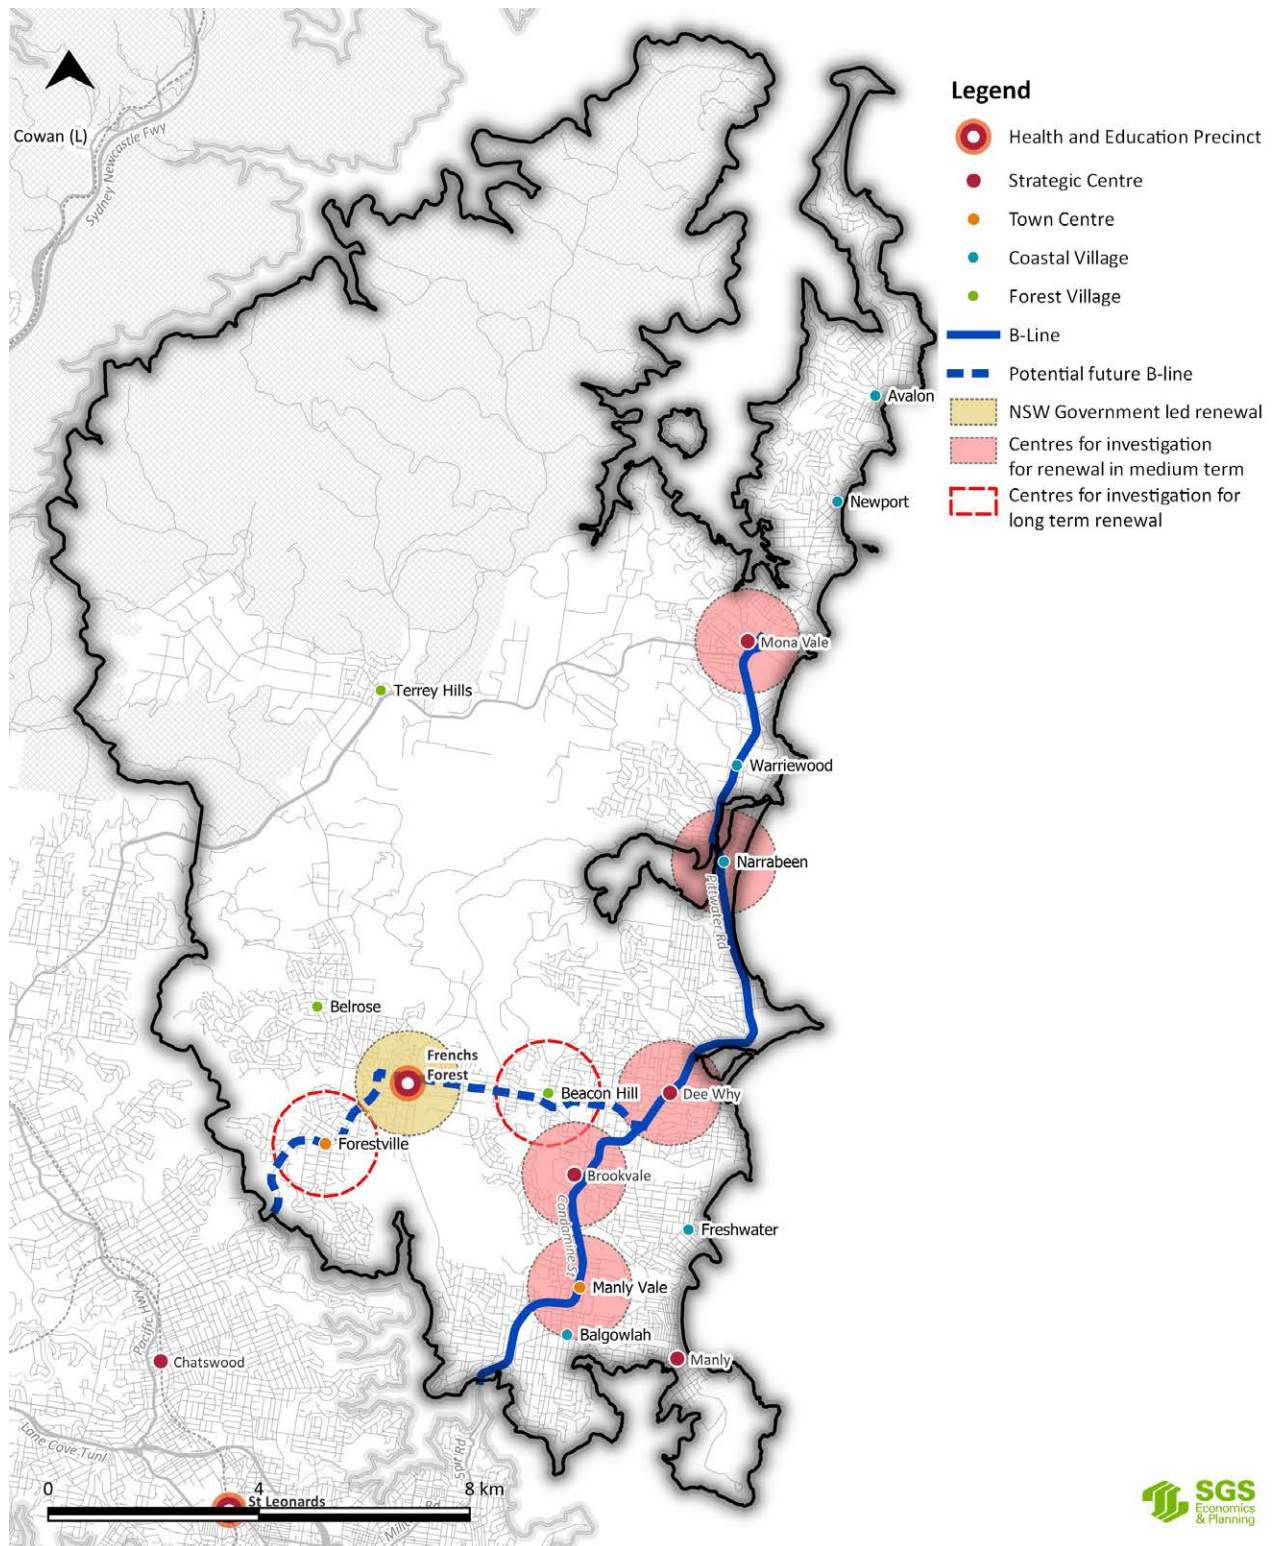 Cowan (L)
Sydney Newcastle Fwy
Legend
Health and Education Precinct
Strategic Centre
Town Centre
Coastal Village
Forest Village
B-Line
Potential future B-line
NSW Government led renewal
Centres for investigation
for renewal in medium term
Centres for investigation for
long term renewal
Avalon
Newport
Mona Vale
Terrey Hills
Warriewood
Narrabeen
Pittwater Rd
Belrose
Frenchs
Forest
Beacon Hill
Dee Why
Forestville
Brookvale
Condamine St
Freshwater
Manly Vale
Balgowlah
Manly
Pacific Hwy
Chatswood
Lane Cove Tunl
Rd
Rd
St Leonards
0
4
8 km
SGS
Economics
& Planning